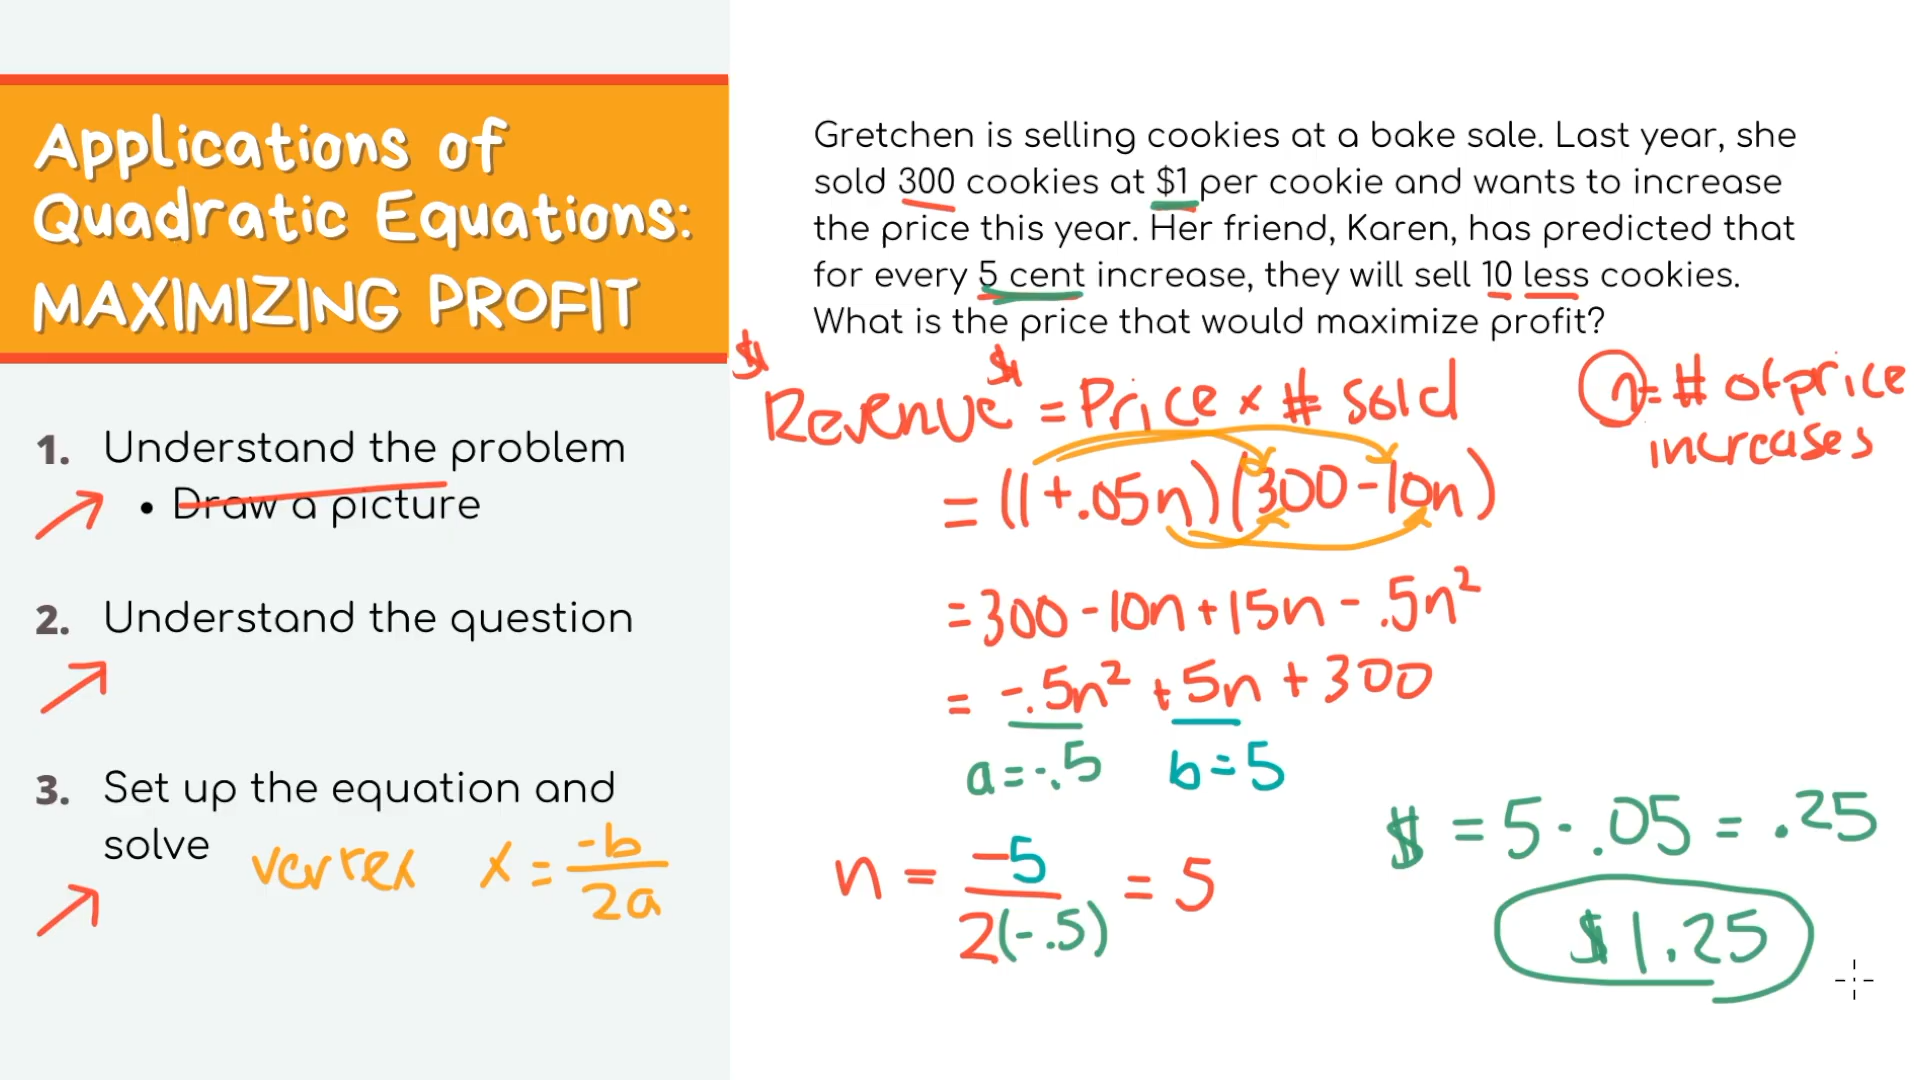 Applications of
Quadratic Equations:
MAXIMIZING PROFIT
1. Understand the problem
• Draw a picture
2. Understand the question
3. Set up the equation and
solve
vertex x = -b/2a
Gretchen is selling cookies at a bake sale. Last year, she
sold 300 cookies at $1 per cookie and wants to increase
the price this year. Her friend, Karen, has predicted that
for every 5 cent increase, they will sell 10 less cookies.
What is the price that would maximize profit?
$ $
Revenue = Price x # sold
n = # of price
increases
= (1+.05n)(300-10n)
= 300-10n+15n-.5n²
= -.5n² + 5n + 300
a = -.5 b = 5
n = -5/2(-.5) = 5
$ = 5 · .05 = .25
$1.25